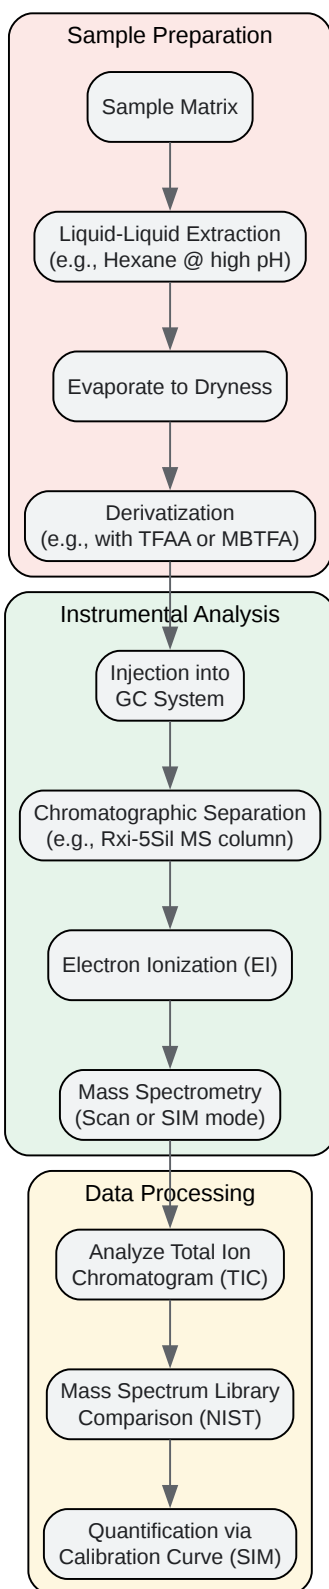 Sample Preparation
Sample Matrix
Liquid-Liquid Extraction
(e.g., Hexane @ high pH)
Evaporate to Dryness
Derivatization
(e.g., with TFAA or MBTFA)
Instrumental Analysis
Injection into
GC System
Chromatographic Separation
(e.g., Rxi-5Sil MS column)
Electron Ionization (EI)
Mass Spectrometry
(Scan or SIM mode)
Data Processing
Analyze Total Ion
Chromatogram (TIC)
Mass Spectrum Library
Comparison (NIST)
Quantification via
Calibration Curve (SIM)